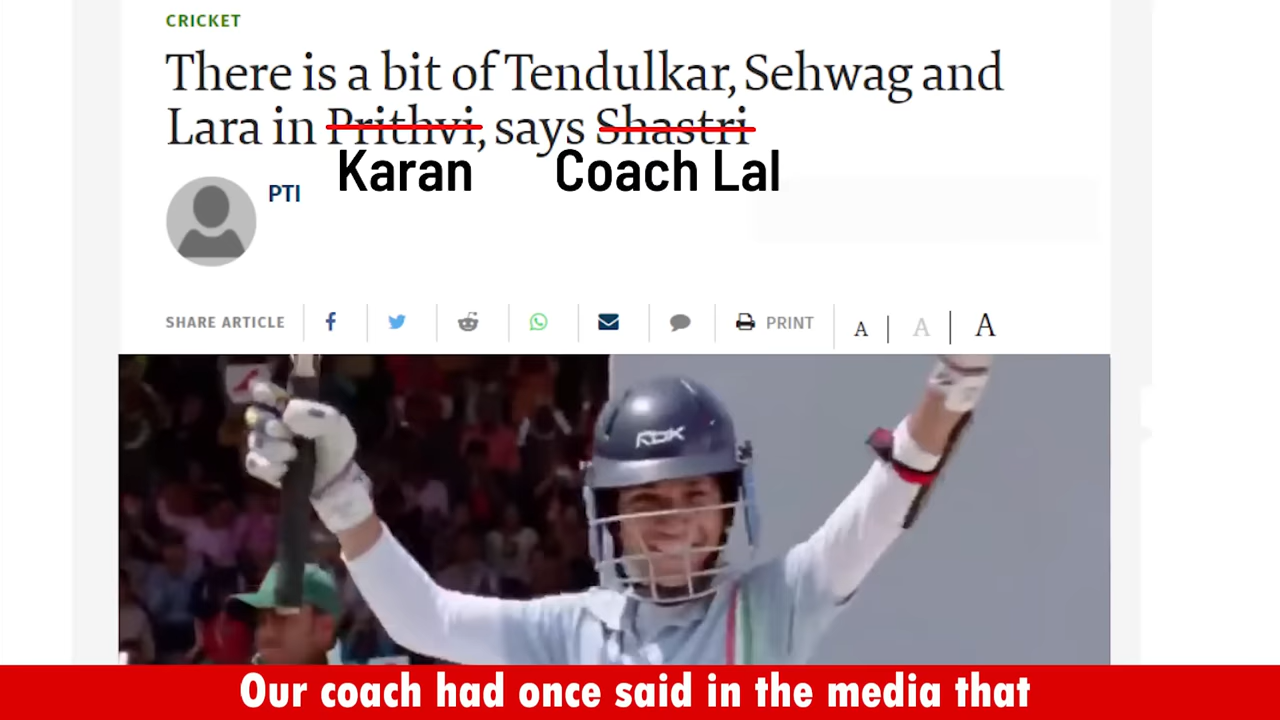 CRICKET
There is a bit of Tendulkar, Sehwag and
Lara in Prithvi, says Shastri
Karan Coach Lal
PTI
SHARE ARTICLE PRINT A | A | A
RBK
Our coach had once said in the media that